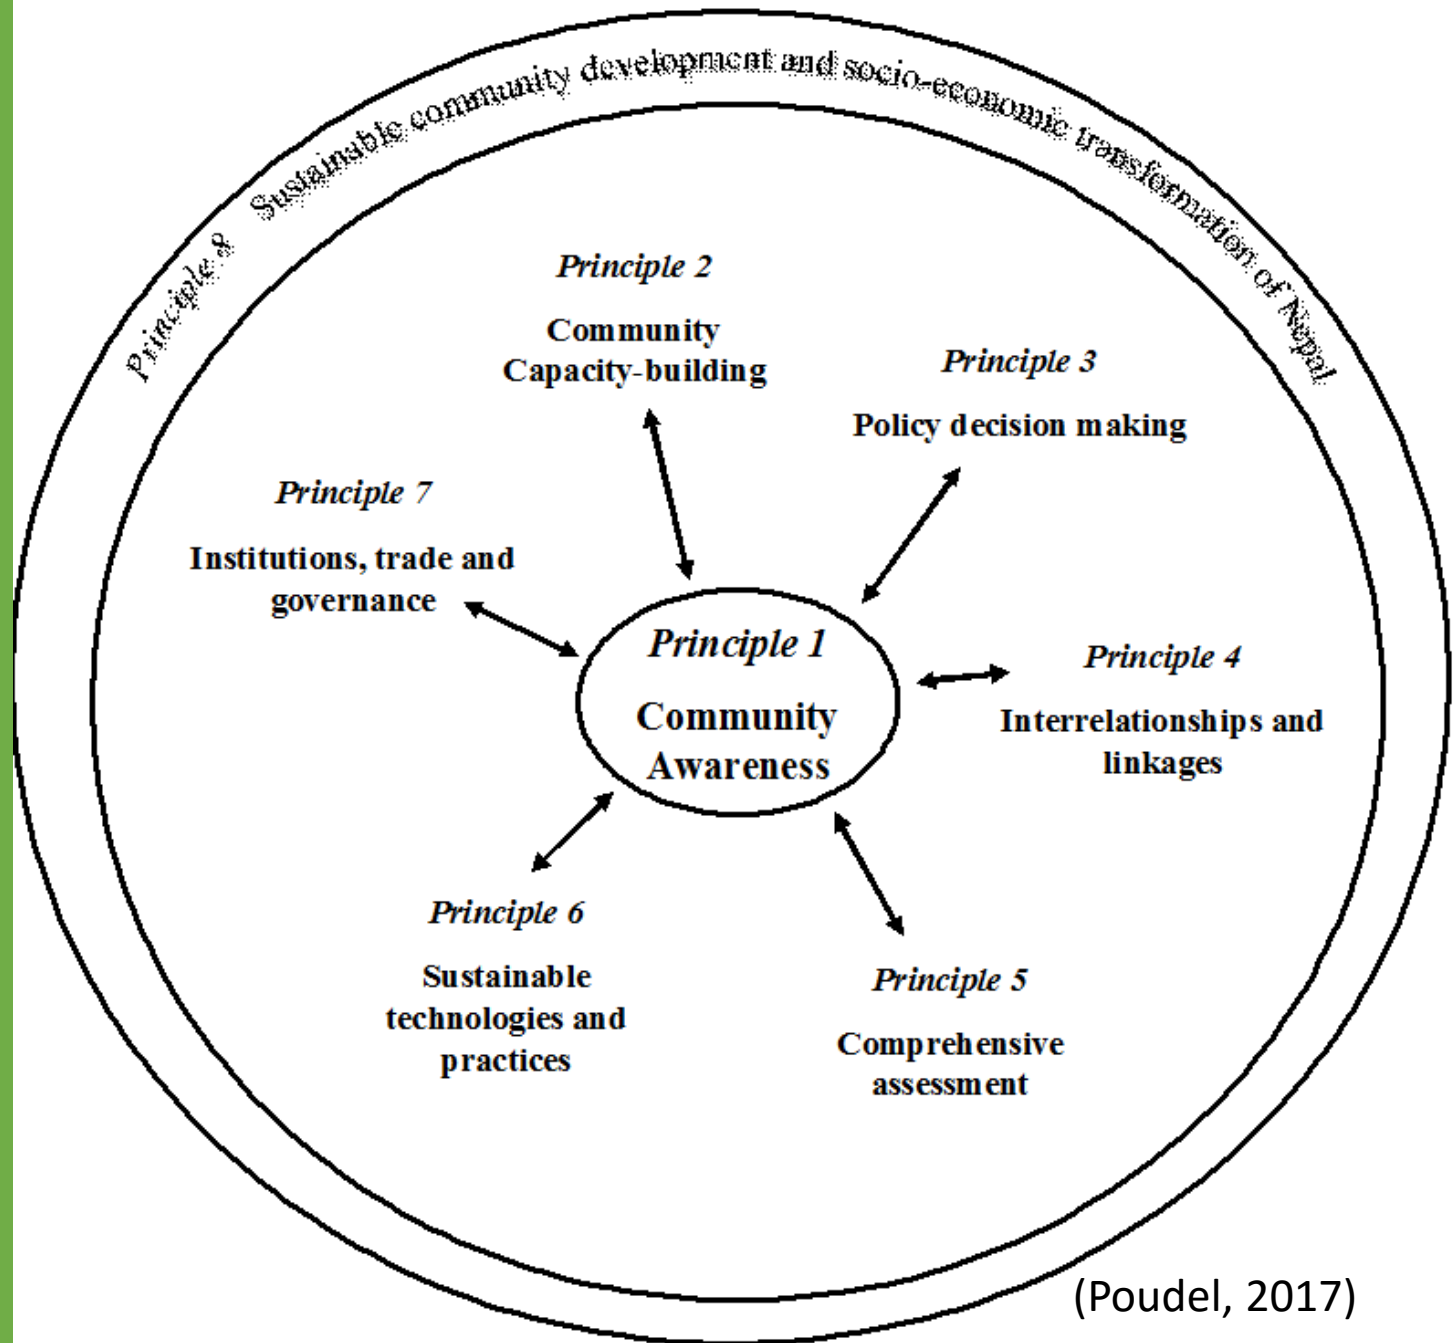 Principle 8 Sustainable community development and socio-economic transformation of Nepal
Principle 2
Community
Capacity-building
Principle 3
Policy decision making
Principle 7
Institutions, trade and
governance
Principle 1
Community
Awareness
Principle 4
Interrelationships and
linkages
Principle 6
Sustainable
technologies and
practices
Principle 5
Comprehensive
assessment
(Poudel, 2017)